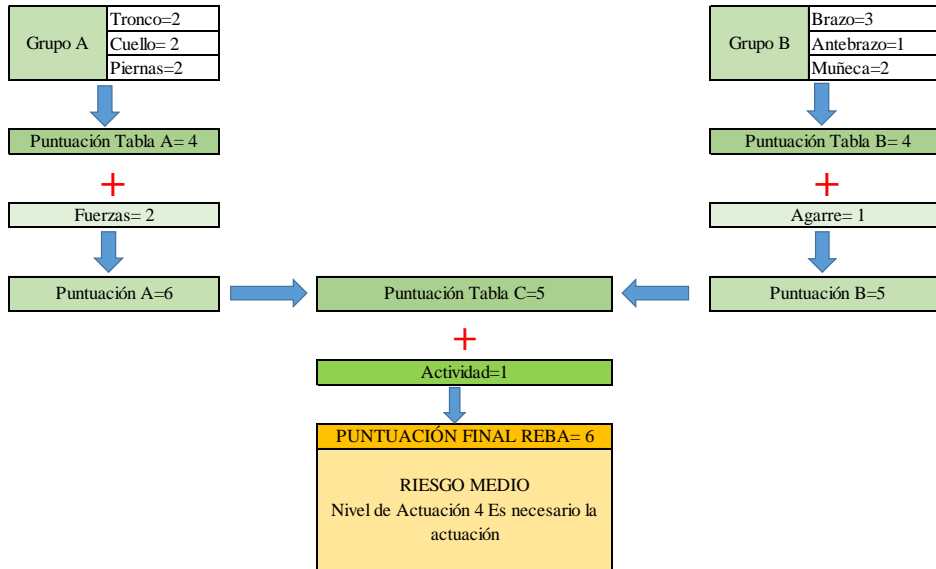 Grupo A
Tronco=2
Cuello= 2
Piernas=2
Grupo B
Brazo=3
Antebrazo=1
Muñeca=2
Puntuación Tabla A= 4
Puntuación Tabla B= 4
+
+
Fuerzas= 2
Agarre= 1
Puntuación A=6
Puntuación Tabla C=5
Puntuación B=5
+
Actividad=1
PUNTUACIÓN FINAL REBA= 6
RIESGO MEDIO
Nivel de Actuación 4 Es necesario la
actuación